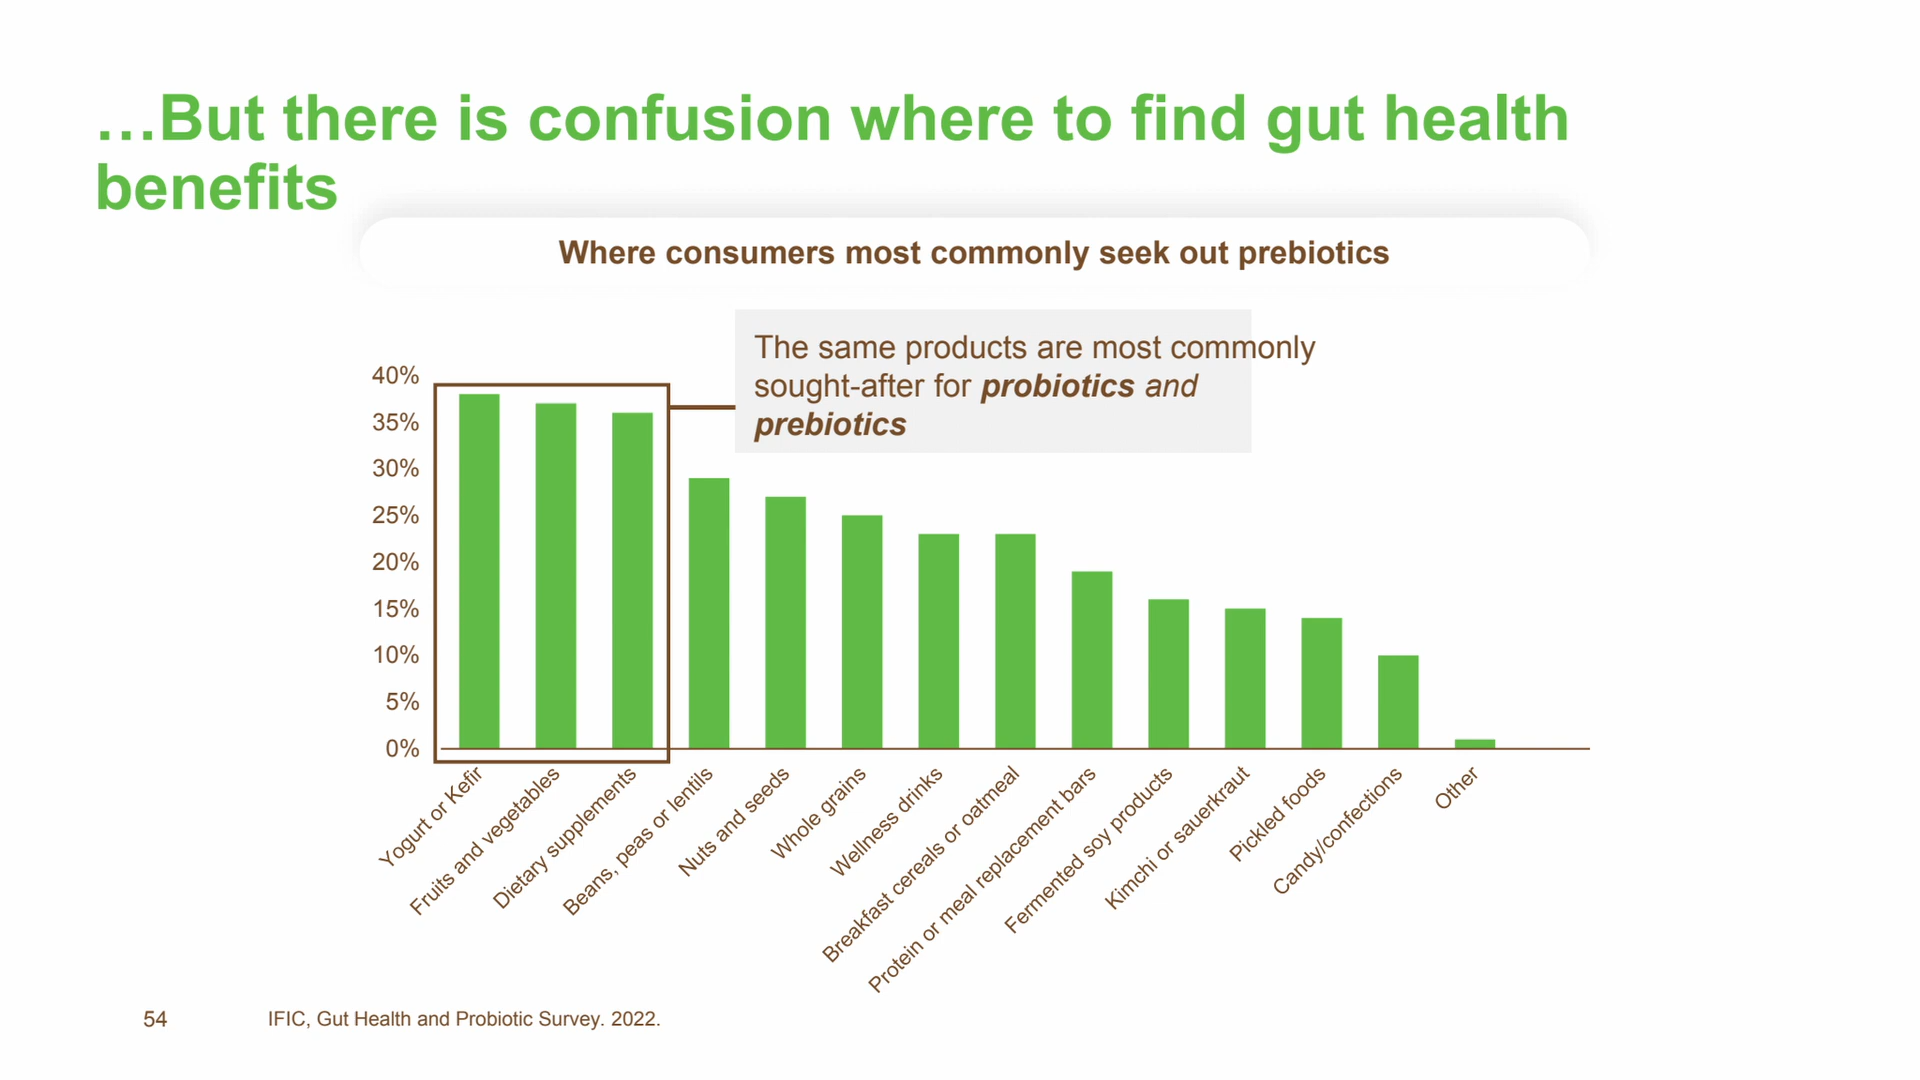 …But there is confusion where to find gut health
benefits
Where consumers most commonly seek out prebiotics
The same products are most commonly
sought-after for probiotics and
prebiotics
40%
35%
30%
25%
20%
15%
10%
5%
0%
Yogurt or Kefir
Fruits and vegetables
Dietary supplements
Beans, peas or lentils
Nuts and seeds
Whole grains
Wellness drinks
Breakfast cereals or oatmeal
Protein or meal replacement bars
Fermented soy products
Kimchi or sauerkraut
Pickled foods
Candy/confections
Other
54
IFIC, Gut Health and Probiotic Survey. 2022.